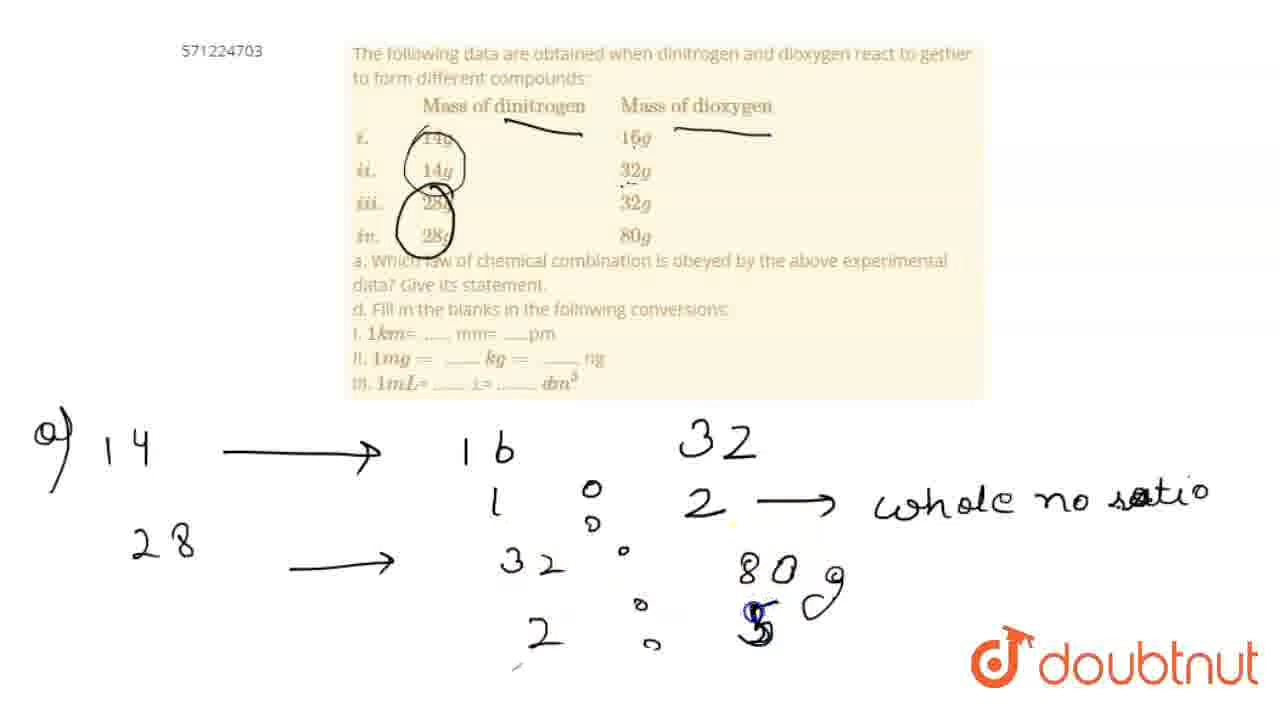 571224703
The following data are obtained when dinitrogen and dioxygen react to gether
to form different compounds:
Mass of dinitrogen Mass of dioxygen
i. 14g 16g
ii. 14g 32g
iii. 28g 32g
iv. 28g 80g
a. Which law of chemical combination is obeyed by the above experimental
data? Give its statement.
d. Fill in the blanks in the following conversions:
I. 1km= ...... mm= ......pm
II. 1mg = ........ kg = ........ ng
III. 1mL= ........ L= ......... dm³
a) 14 → 16 32
1 : 2 → whole no ratio
28 → 32 : 80 g
2 : 5
doubtnut